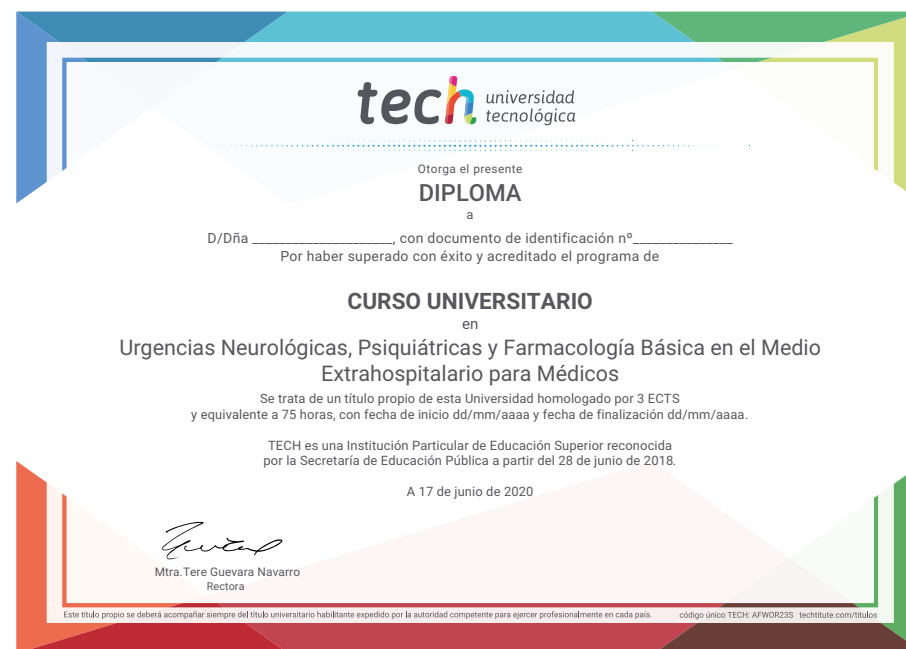 tech universidad
tecnológica
Otorga el presente
DIPLOMA
a
D/Dña ______________________, con documento de identificación nº________________
Por haber superado con éxito y acreditado el programa de
CURSO UNIVERSITARIO
en
Urgencias Neurológicas, Psiquiátricas y Farmacología Básica en el Medio
Extrahospitalario para Médicos
Se trata de un título propio de esta Universidad homologado por 3 ECTS
y equivalente a 75 horas, con fecha de inicio dd/mm/aaaa y fecha de finalización dd/mm/aaaa.
TECH es una Institución Particular de Educación Superior reconocida
por la Secretaría de Educación Pública a partir del 28 de junio de 2018.
A 17 de junio de 2020
Mtra.Tere Guevara Navarro
Rectora
Este título propio se deberá acompañar siempre del título universitario habilitante expedido por la autoridad competente para ejercer profesionalmente en cada país. código único TECH: AFWOR23S techtitute.com/titulos